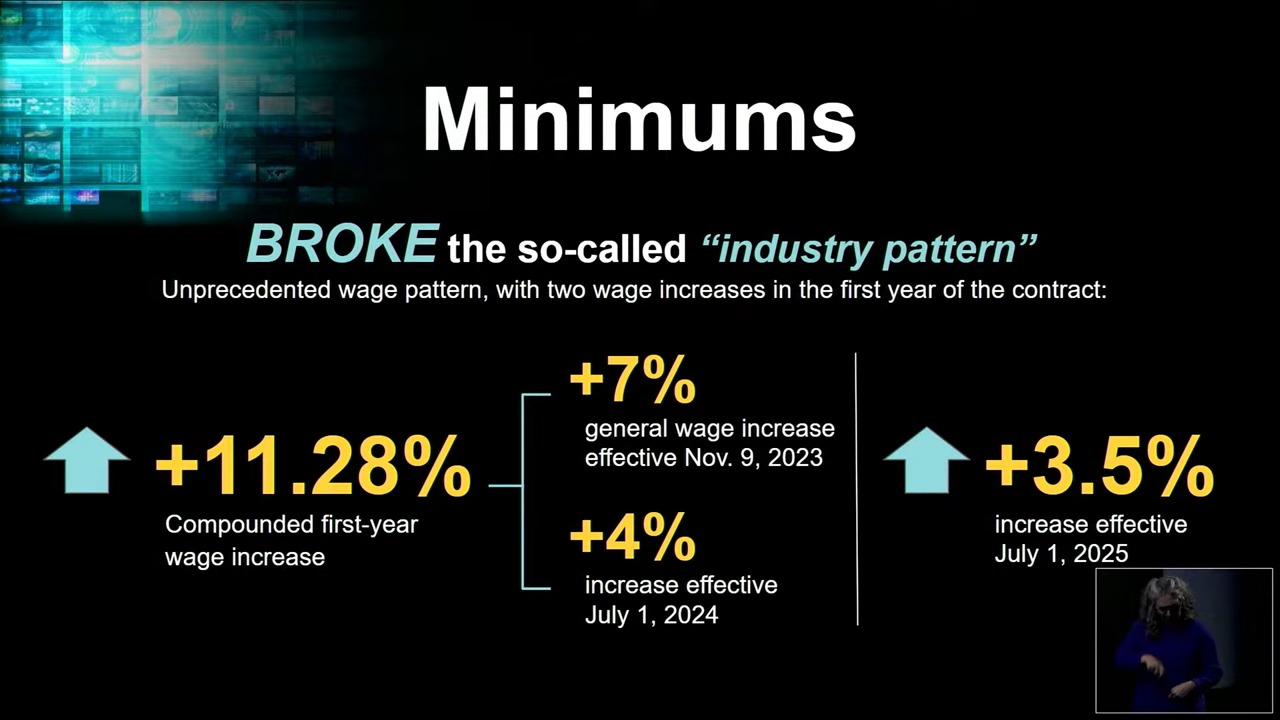 Minimums
BROKE the so-called “industry pattern”
Unprecedented wage pattern, with two wage increases in the first year of the contract:
+11.28%
Compounded first-year
wage increase
+7%
general wage increase
effective Nov. 9, 2023
+4%
increase effective
July 1, 2024
+3.5%
increase effective
July 1, 2025